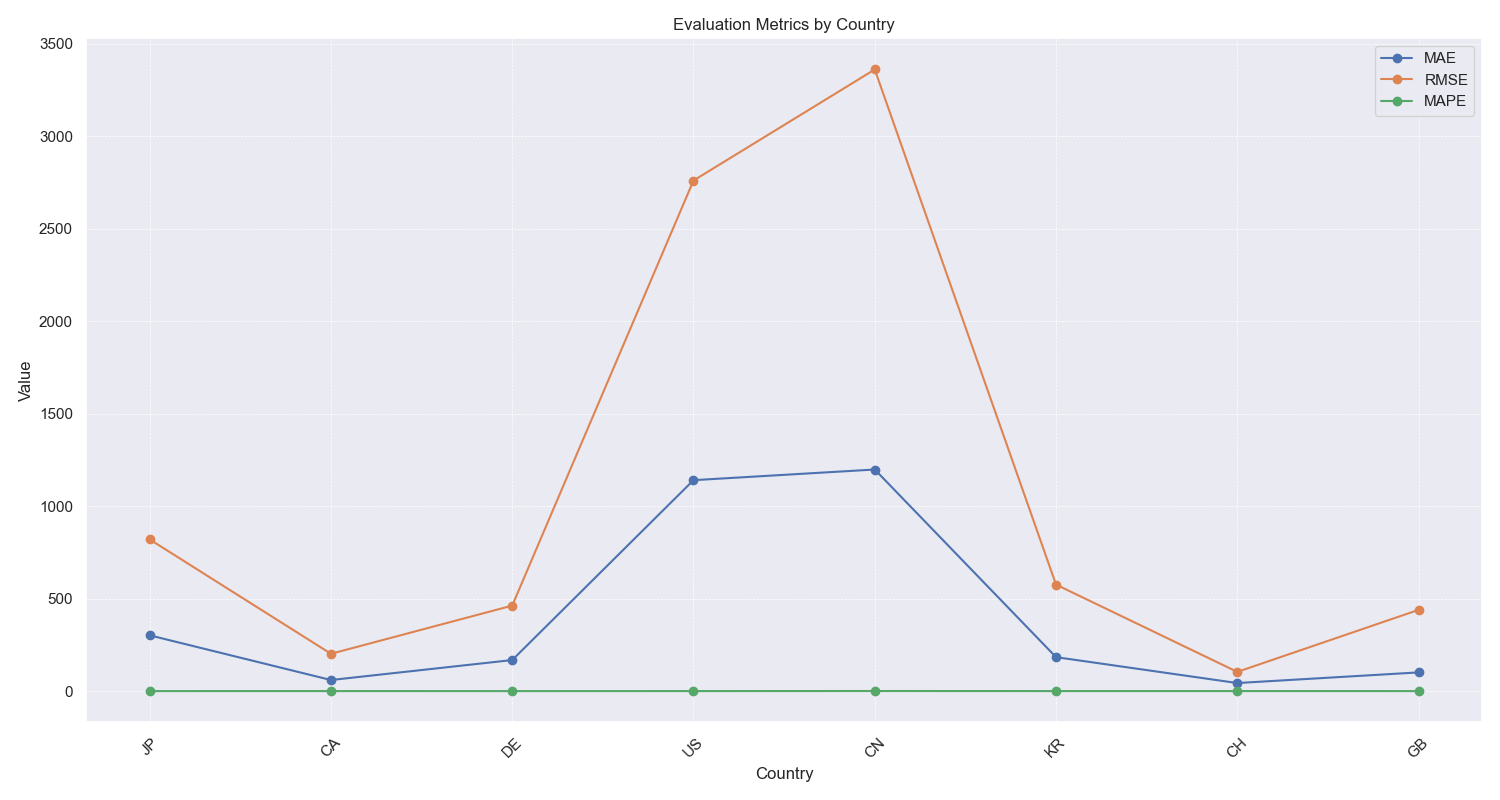 Evaluation Metrics by Country
3500
3000
2500
2000
1500
1000
500
0
Value
MAE
RMSE
MAPE
JP
CA
DE
US
CN
KR
CH
GB
Country